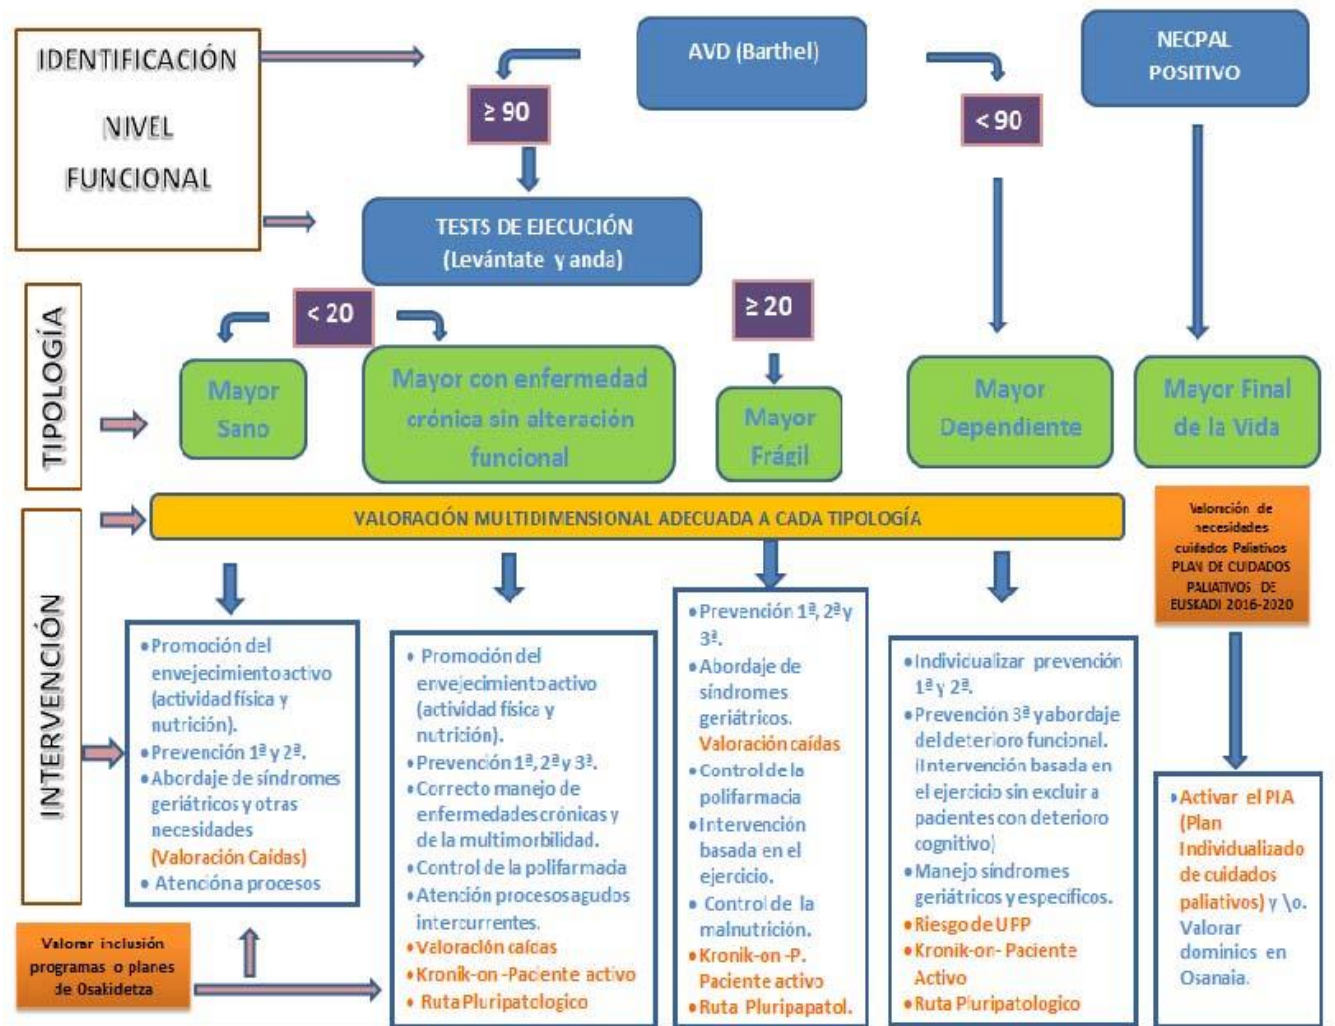 IDENTIFICACIÓN
NIVEL
FUNCIONAL
AVD (Barthel)
NECPAL
POSITIVO
≥ 90
< 90
TESTS DE EJECUCIÓN
(Levántate y anda)
< 20
≥ 20
TIPOLOGÍA
Mayor
Sano
Mayor con enfermedad
crónica sin alteración
funcional
Mayor
Frágil
Mayor
Dependiente
Mayor Final
de la Vida
INTERVENCIÓN
VALORACIÓN MULTIDIMENSIONAL ADECUADA A CADA TIPOLOGÍA
Valoración de
necesidades
cuidados Paliativos
PLAN DE CUIDADOS
PALIATIVOS DE
EUSKADI 2016-2020
•Promoción del
envejecimiento activo
(actividad física y
nutrición).
•Prevención 1ª y 2ª.
•Abordaje de síndromes
geriátricos y otras
necesidades
(Valoración Caídas)
• Atención a procesos
• Promoción del
envejecimiento activo
(actividad física y
nutrición).
•Prevención 1ª, 2ª y 3ª.
•Correcto manejo de
enfermedades crónicas y
de la multimorbilidad.
•Control de la polifarmacia
•Atención procesos agudos
intercurrentes.
•Valoración caídas
•Kronik-on -Paciente activo
• Ruta Pluripatologico
•Prevención 1ª, 2ª y
3ª.
•Abordaje de
síndromes
geriátricos.
Valoración caídas
•Control de la
polifarmacia
•Intervención
basada en el
ejercicio.
• Control de la
malnutrición.
•Kronik-on -P.
Paciente activo
•Ruta Pluripapatol.
•Individualizar prevención
1ª y 2ª.
•Prevención 3ª y abordaje
del deterioro funcional.
(Intervención basada en
el ejercicio sin excluir a
pacientes con deterioro
cognitivo)
•Manejo síndromes
geriátricos y específicos.
•Riesgo de UPP
•Kronik-on- Paciente
Activo
•Ruta Pluripatologico
•Activar el PIA
(Plan
Individualizado
de cuidados
paliativos) y \o.
Valorar
dominios en
Osanaia.
Valorar inclusión
programas o planes
de Osakidetza